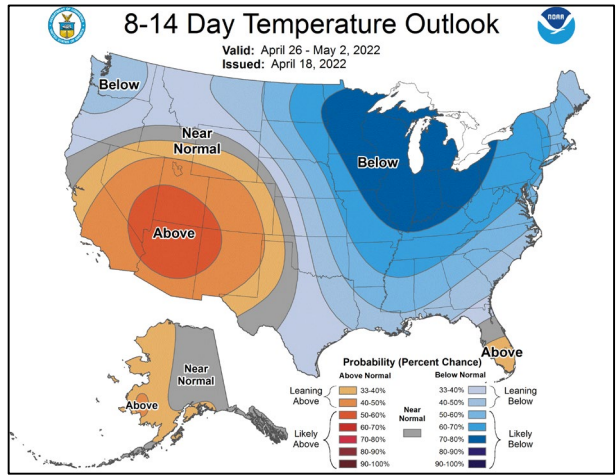 8-14 Day Temperature Outlook
NOAA
Valid: April 26 - May 2, 2022
Issued: April 18, 2022
Below
Near
Normal
Below
Above
Above
Near
Normal
Above
Probability (Percent Chance)
Above Normal
Below Normal
Leaning
Above
33-40%
40-50%
Likely
Above
50-60%
60-70%
70-80%
80-90%
90-100%
Near
Normal
33-40%
40-50%
Leaning
Below
50-60%
60-70%
70-80%
80-90%
90-100%
Likely
Below